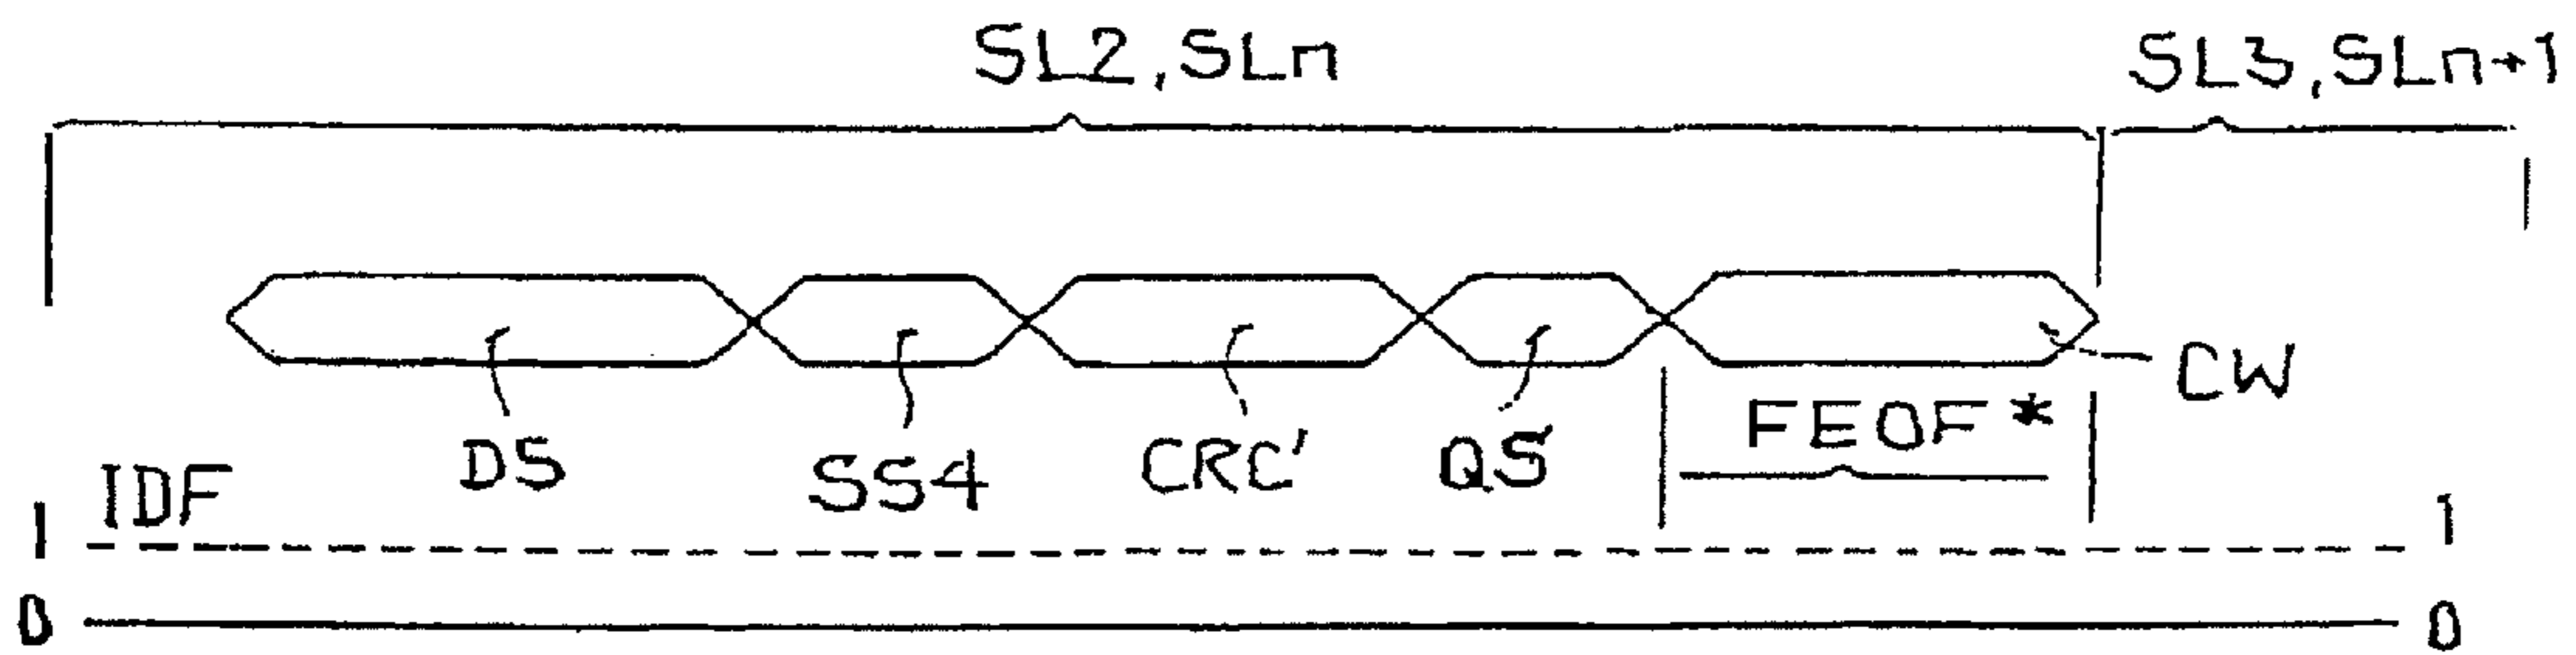 SL2, SLn
SL3, SLn+1
CW
FEOF*
DS
SS4
CRC'
QS
IDF
1
1
0
0